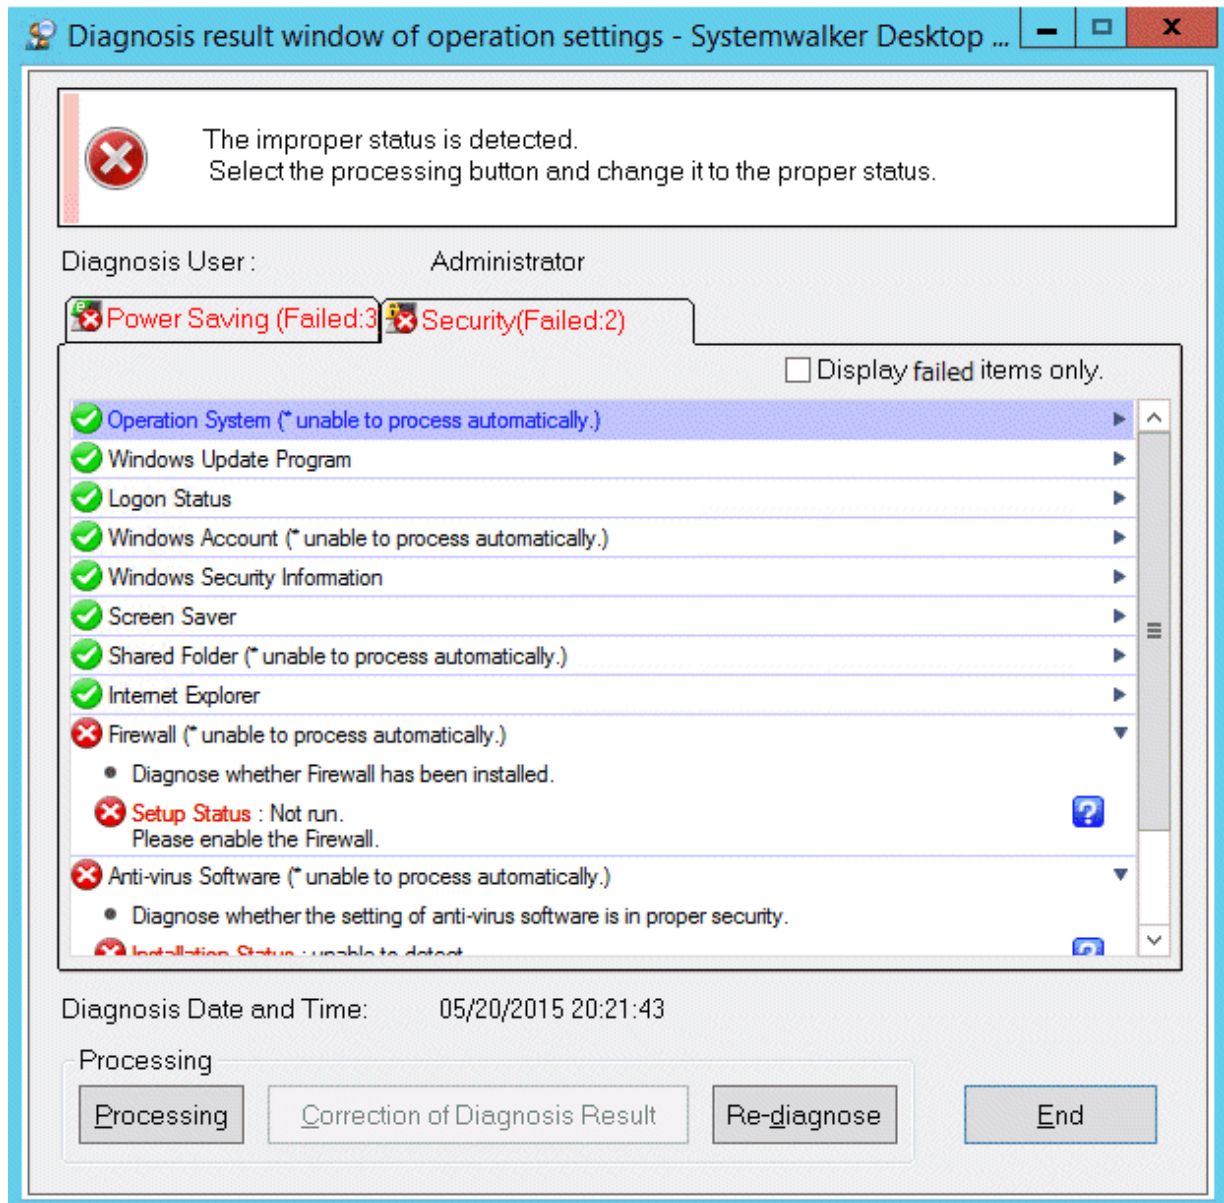 Diagnosis result window of operation settings - Systemwalker Desktop ...
The improper status is detected.
Select the processing button and change it to the proper status.
Diagnosis User : Administrator
Power Saving (Failed:3 Security(Failed:2)
Display failed items only.
Operation System (* unable to process automatically.)
Windows Update Program
Logon Status
Windows Account (* unable to process automatically.)
Windows Security Information
Screen Saver
Shared Folder (* unable to process automatically.)
Internet Explorer
Firewall (* unable to process automatically.)
Diagnose whether Firewall has been installed.
Setup Status : Not run.
Please enable the Firewall.
Anti-virus Software (* unable to process automatically.)
Diagnose whether the setting of anti-virus software is in proper security.
Installation Status : unable to detect
Diagnosis Date and Time: 05/20/2015 20:21:43
Processing
Processing Correction of Diagnosis Result Re-diagnose End